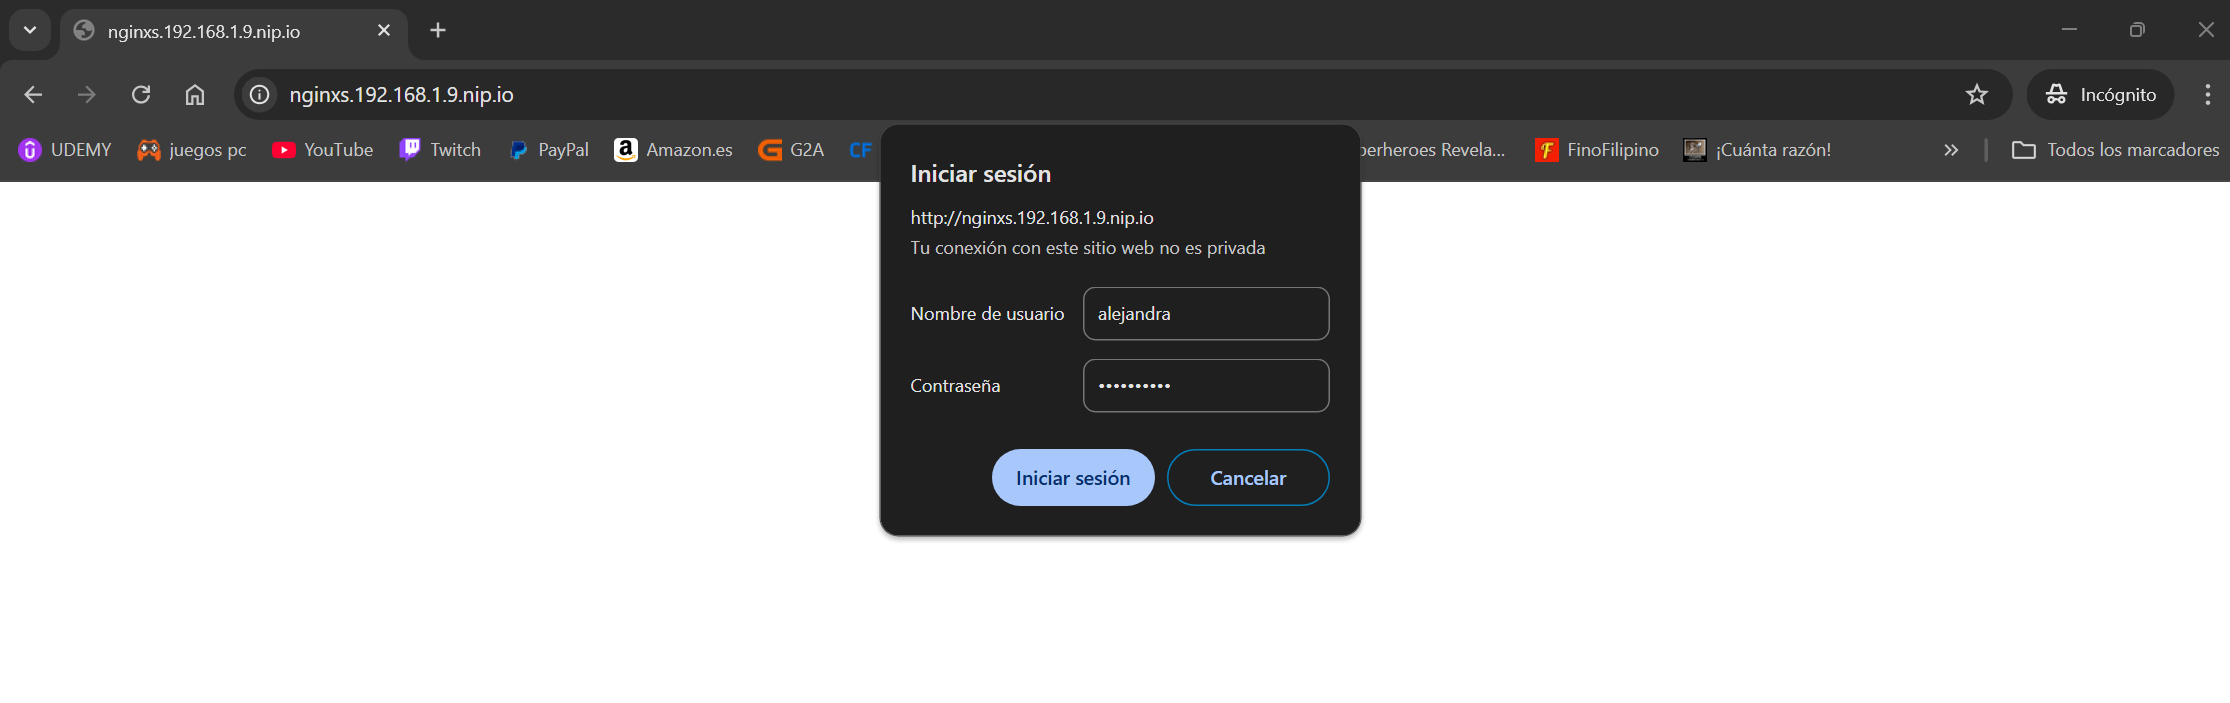 nginxs.192.168.1.9.nip.io
nginxs.192.168.1.9.nip.io
Incógnito
UDEMY juegos pc YouTube Twitch PayPal Amazon.es G2A CF Revela... FinoFilipino ¡Cuánta razón! Todos los marcadores
Iniciar sesión
http://nginxs.192.168.1.9.nip.io
Tu conexión con este sitio web no es privada
Nombre de usuario alejandra
Contraseña ••••••••••
Iniciar sesión Cancelar